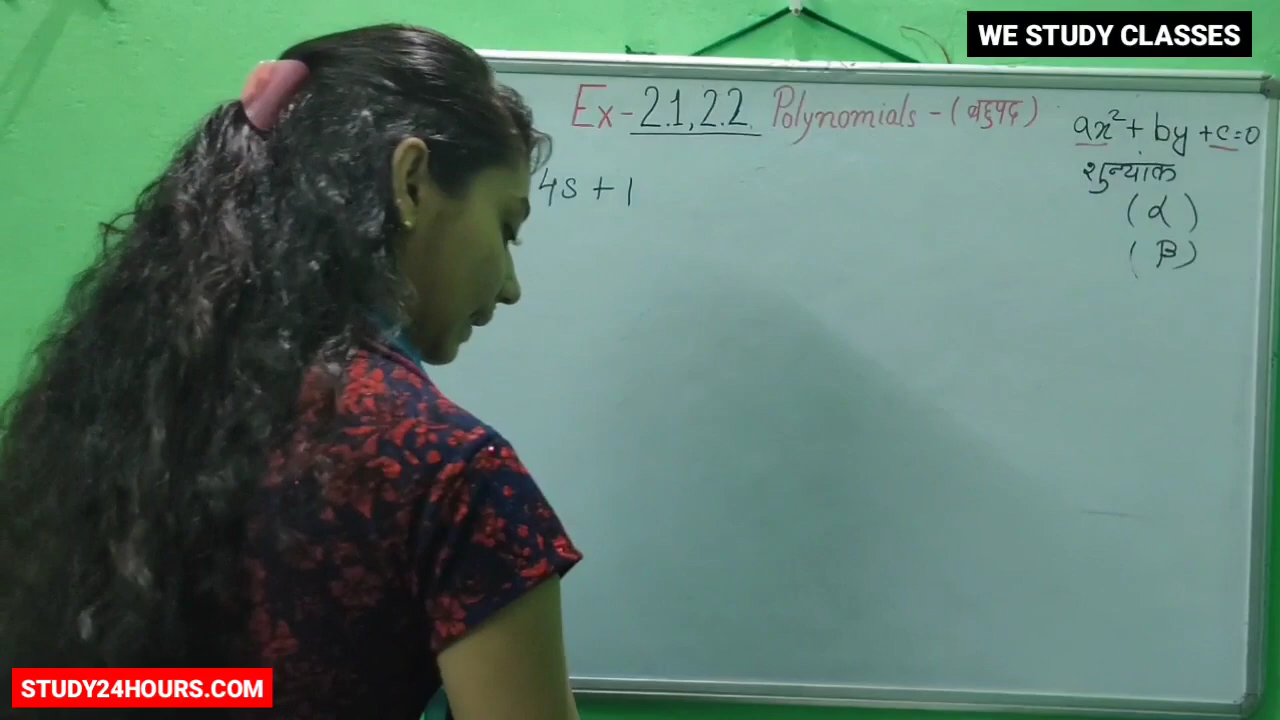 WE STUDY CLASSES
Ex-2.1, 2.2. Polynomials - (बहुपद)
ax² + by + c = 0
शुन्यांक
(α)
(β)
4s + 1
STUDY24HOURS.COM